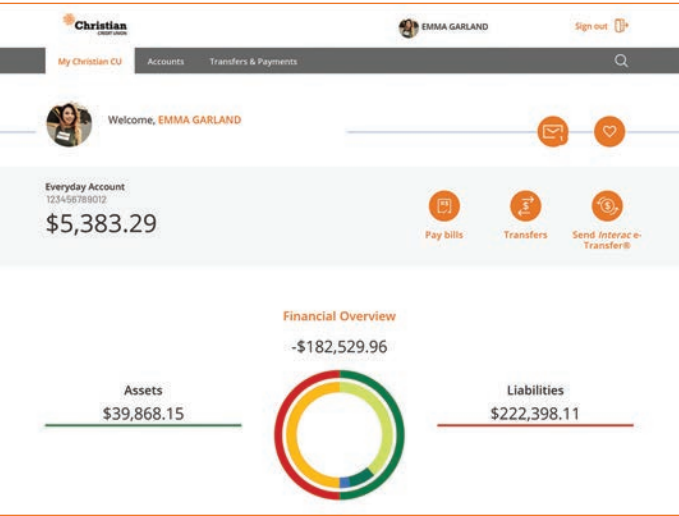 Christian
CREDIT UNION
EMMA GARLAND
Sign out
My Christian CU
Accounts
Transfers & Payments
Welcome, EMMA GARLAND
Everyday Account
123456789012
$5,383.29
Pay bills
Transfers
Send Interac e-
Transfer®
Financial Overview
-$182,529.96
Assets
$39,868.15
Liabilities
$222,398.11